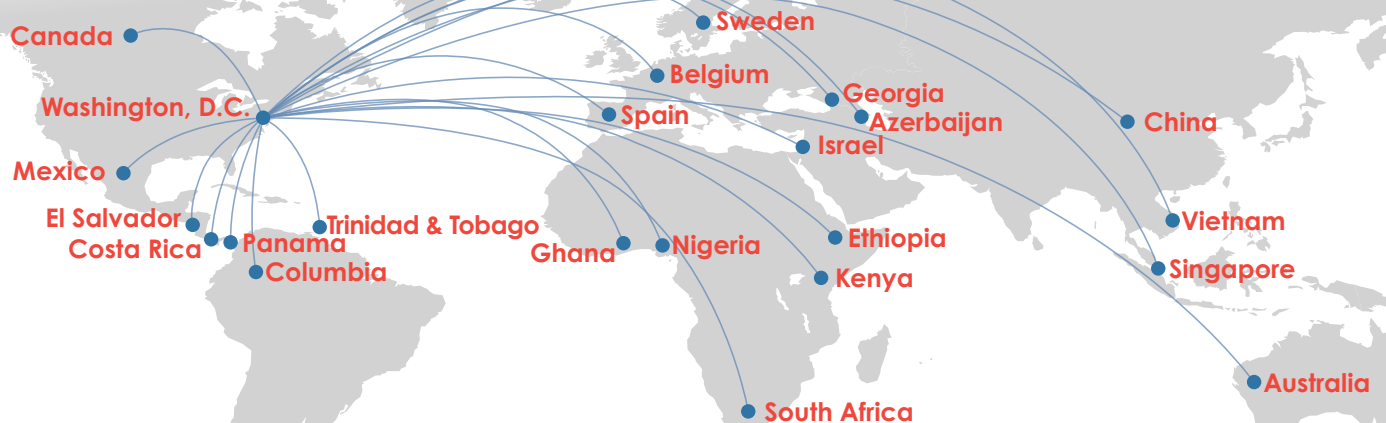 Canada
Sweden
Belgium
Washington, D.C.
Georgia
Spain
Azerbaijan
China
Israel
Mexico
El Salvador
Trinidad & Tobago
Vietnam
Costa Rica
Panama
Ghana
Nigeria
Ethiopia
Columbia
Singapore
Kenya
Australia
South Africa